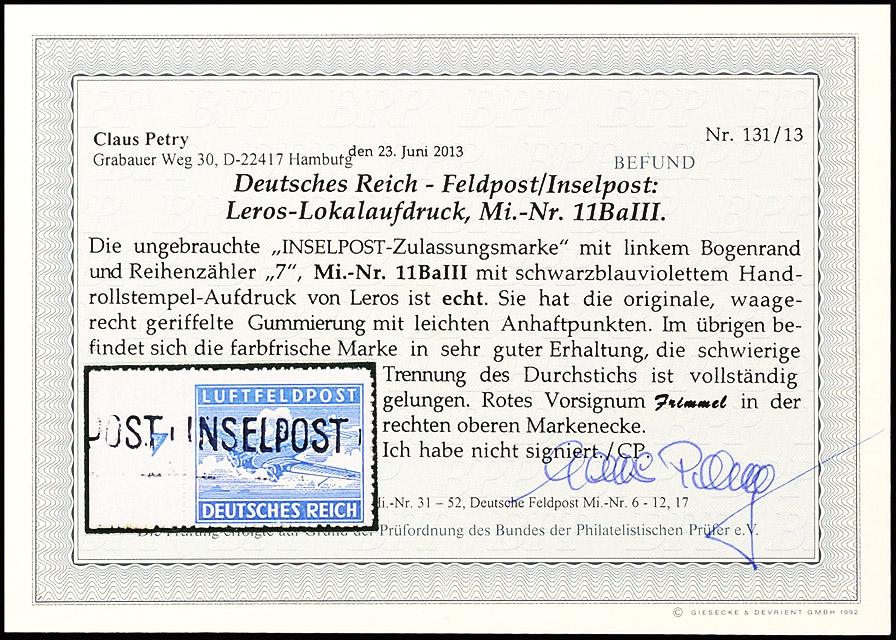 Claus Petry
Nr. 131/13
Grabauer Weg 30, D-22417 Hamburg
den 23. Juni 2013
BEFUND
Deutsches Reich - Feldpost/Inselpost:
Leros-Lokalaufdruck, Mi.-Nr. 11BaIII.
Die ungebrauchte „INSELPOST-Zulassungsmarke“ mit linkem Bogenrand
und Reihenzähler „7“, Mi.-Nr. 11BaIII mit schwarzblauviolettem Hand-
rollstempel-Aufdruck von Leros ist echt. Sie hat die originale, waage-
recht geriffelte Gummierung mit leichten Anhaftpunkten. Im übrigen be-
findet sich die farbfrische Marke in sehr guter Erhaltung, die schwierige
Trennung des Durchstichs ist vollständig
gelungen. Rotes Vorsignum Frimmel in der
rechten oberen Markenecke.
Ich habe nicht signiert./CP.
LUFTFELDPOST
POST INSELPOST
DEUTSCHES REICH
Mi.-Nr. 31 – 52, Deutsche Feldpost Mi.-Nr. 6 - 12, 17
Die Prüfung erfolgte auf Grund der Prüfordnung des Bundes der Philatelistischen Prüfer e.V.
© GIESECKE & DEVRIENT GMBH 1992